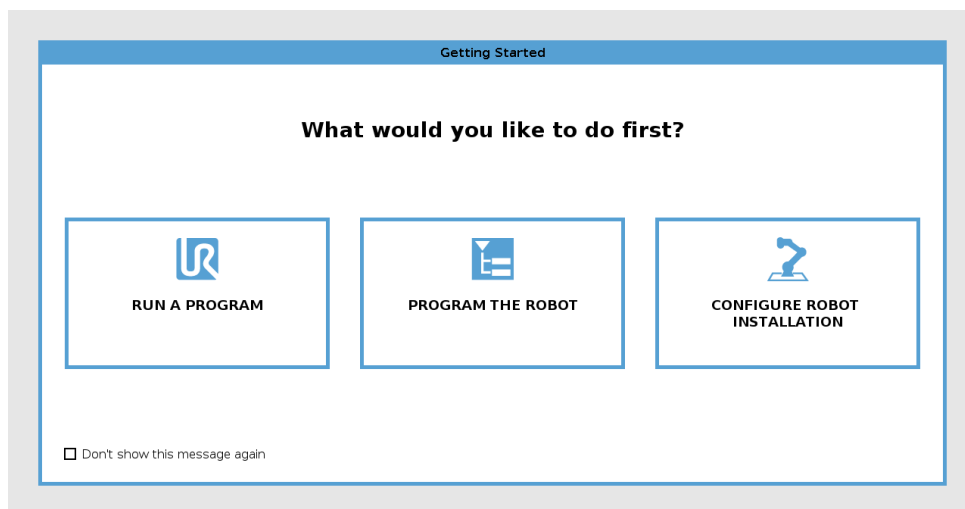 Getting Started
What would you like to do first?
RUN A PROGRAM
PROGRAM THE ROBOT
CONFIGURE ROBOT
INSTALLATION
Don't show this message again